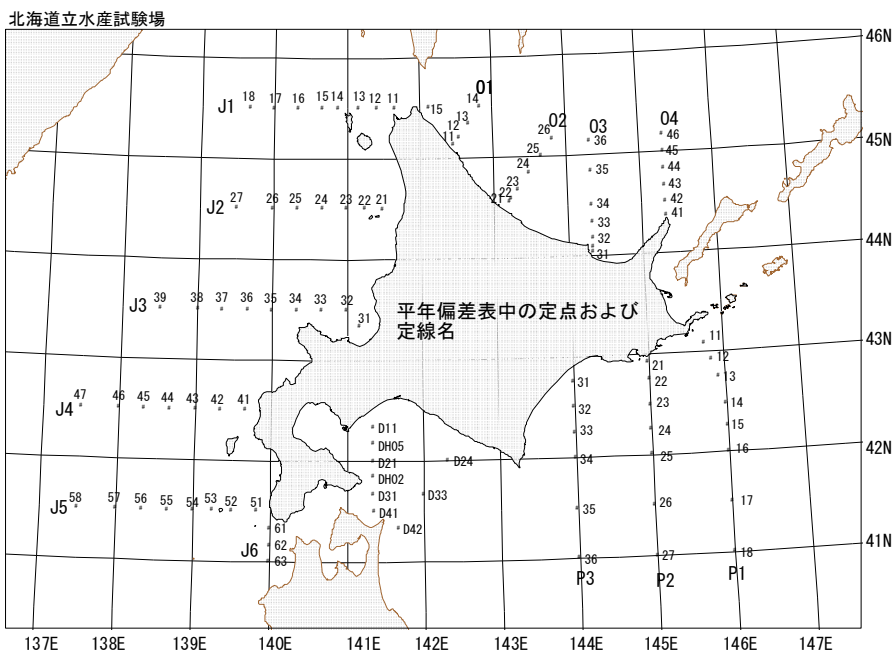 北海道立水産試験場
46N
O1
J1 18 17 16 15 14 13 12 11
15
14
13
12
11
O2
26
25
24
23
22
21
O3
36
35
34
33
32
31
O4
46
45
44
43
42
41
45N
J2 27 26 25 24 23 22 21
44N
J3 39 38 37 36 35 34 33 32
31
平年偏差表中の定点および
定線名
11
12
13
14
15
16
17
18
43N
21
22
23
24
25
26
27
31
32
33
34
35
36
J4 47 46 45 44 43 42 41
D11
DH05
D21
D24
DH02
D31
D33
D41
D42
42N
J5 58 57 56 55 54 53 52 51
61
J6 62
63
41N
P3
P2
P1
137E 138E 139E 140E 141E 142E 143E 144E 145E 146E 147E